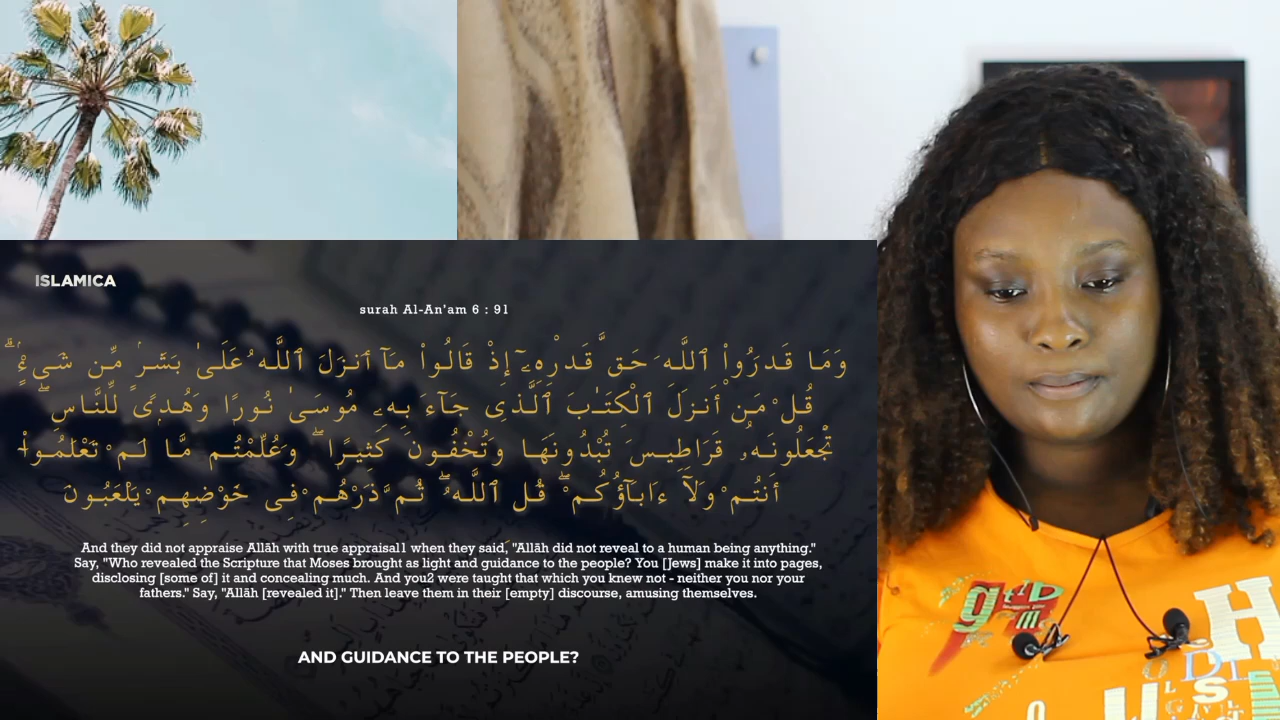 ISLAMICA
surah Al-An'am 6 : 91
وَمَا قَدَرُوا۟ ٱللَّهَ حَقَّ قَدْرِهِۦٓ إِذْ قَالُوا۟ مَآ أَنزَلَ ٱللَّهُ عَلَىٰ بَشَرٍ مِّن شَىْءٍ ۗ
قُلْ مَنْ أَنزَلَ ٱلْكِتَـٰبَ ٱلَّذِى جَآءَ بِهِۦ مُوسَىٰ نُورًا وَهُدًى لِّلنَّاسِ ۖ
تَجْعَلُونَهُۥ قَرَاطِيسَ تُبْدُونَهَا وَتُخْفُونَ كَثِيرًا ۖ وَعُلِّمْتُم مَّا لَمْ تَعْلَمُوٓا۟
أَنتُمْ وَلَآ ءَابَآؤُكُمْ ۖ قُلِ ٱللَّهُ ۖ ثُمَّ ذَرْهُمْ فِى خَوْضِهِمْ يَلْعَبُونَ
And they did not appraise Allāh with true appraisal1 when they said, "Allāh did not reveal to a human being anything."
Say, "Who revealed the Scripture that Moses brought as light and guidance to the people? You [Jews] make it into pages,
disclosing [some of] it and concealing much. And you2 were taught that which you knew not - neither you nor your
fathers." Say, "Allāh [revealed it]." Then leave them in their [empty] discourse, amusing themselves.
AND GUIDANCE TO THE PEOPLE?